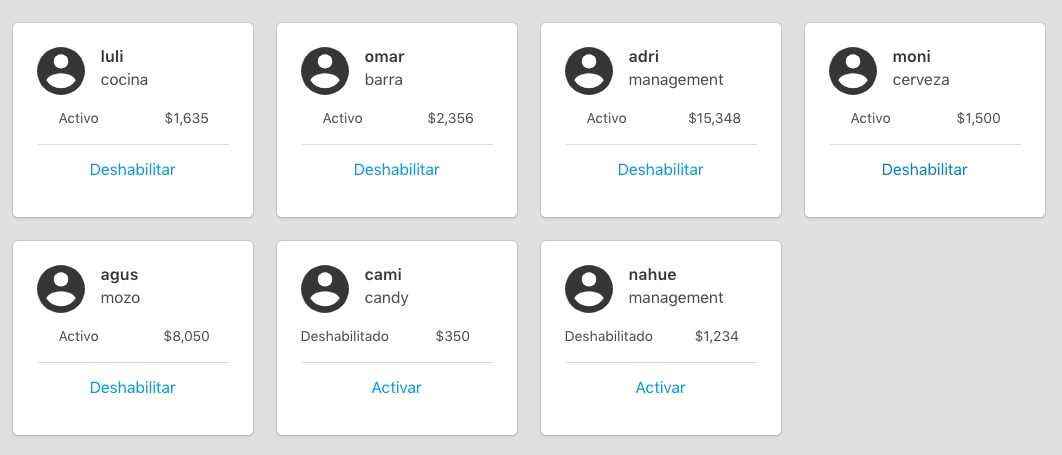 luli
cocina
Activo $1,635
Deshabilitar
omar
barra
Activo $2,356
Deshabilitar
adri
management
Activo $15,348
Deshabilitar
moni
cerveza
Activo $1,500
Deshabilitar
agus
mozo
Activo $8,050
Deshabilitar
cami
candy
Deshabilitado $350
Activar
nahue
management
Deshabilitado $1,234
Activar